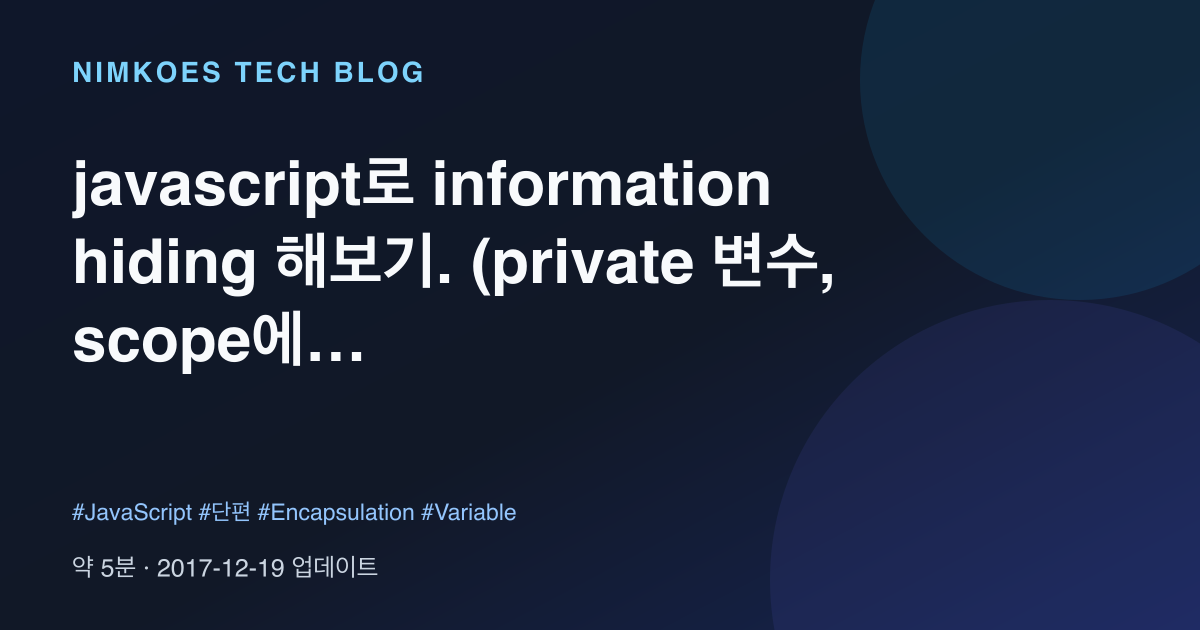 NIMKOES TECH BLOG
javascript로 information
hiding 해보기. (private 변수,
scope에…
#JavaScript #단편 #Encapsulation #Variable
약 5분 · 2017-12-19 업데이트